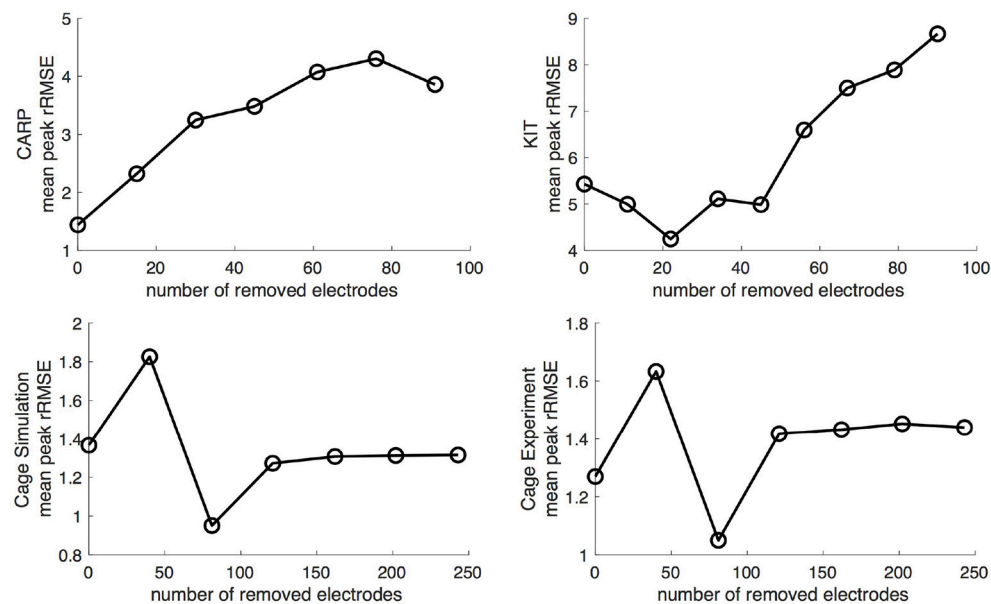 CARP
mean peak rRMSE
5
4
3
2
1
0 20 40 60 80 100
number of removed electrodes
KIT
mean peak rRMSE
9
8
7
6
5
4
0 20 40 60 80 100
number of removed electrodes
Cage Simulation
mean peak rRMSE
2
1.8
1.6
1.4
1.2
1
0.8
0 50 100 150 200 250
number of removed electrodes
Cage Experiment
mean peak rRMSE
1.8
1.6
1.4
1.2
1
0 50 100 150 200 250
number of removed electrodes